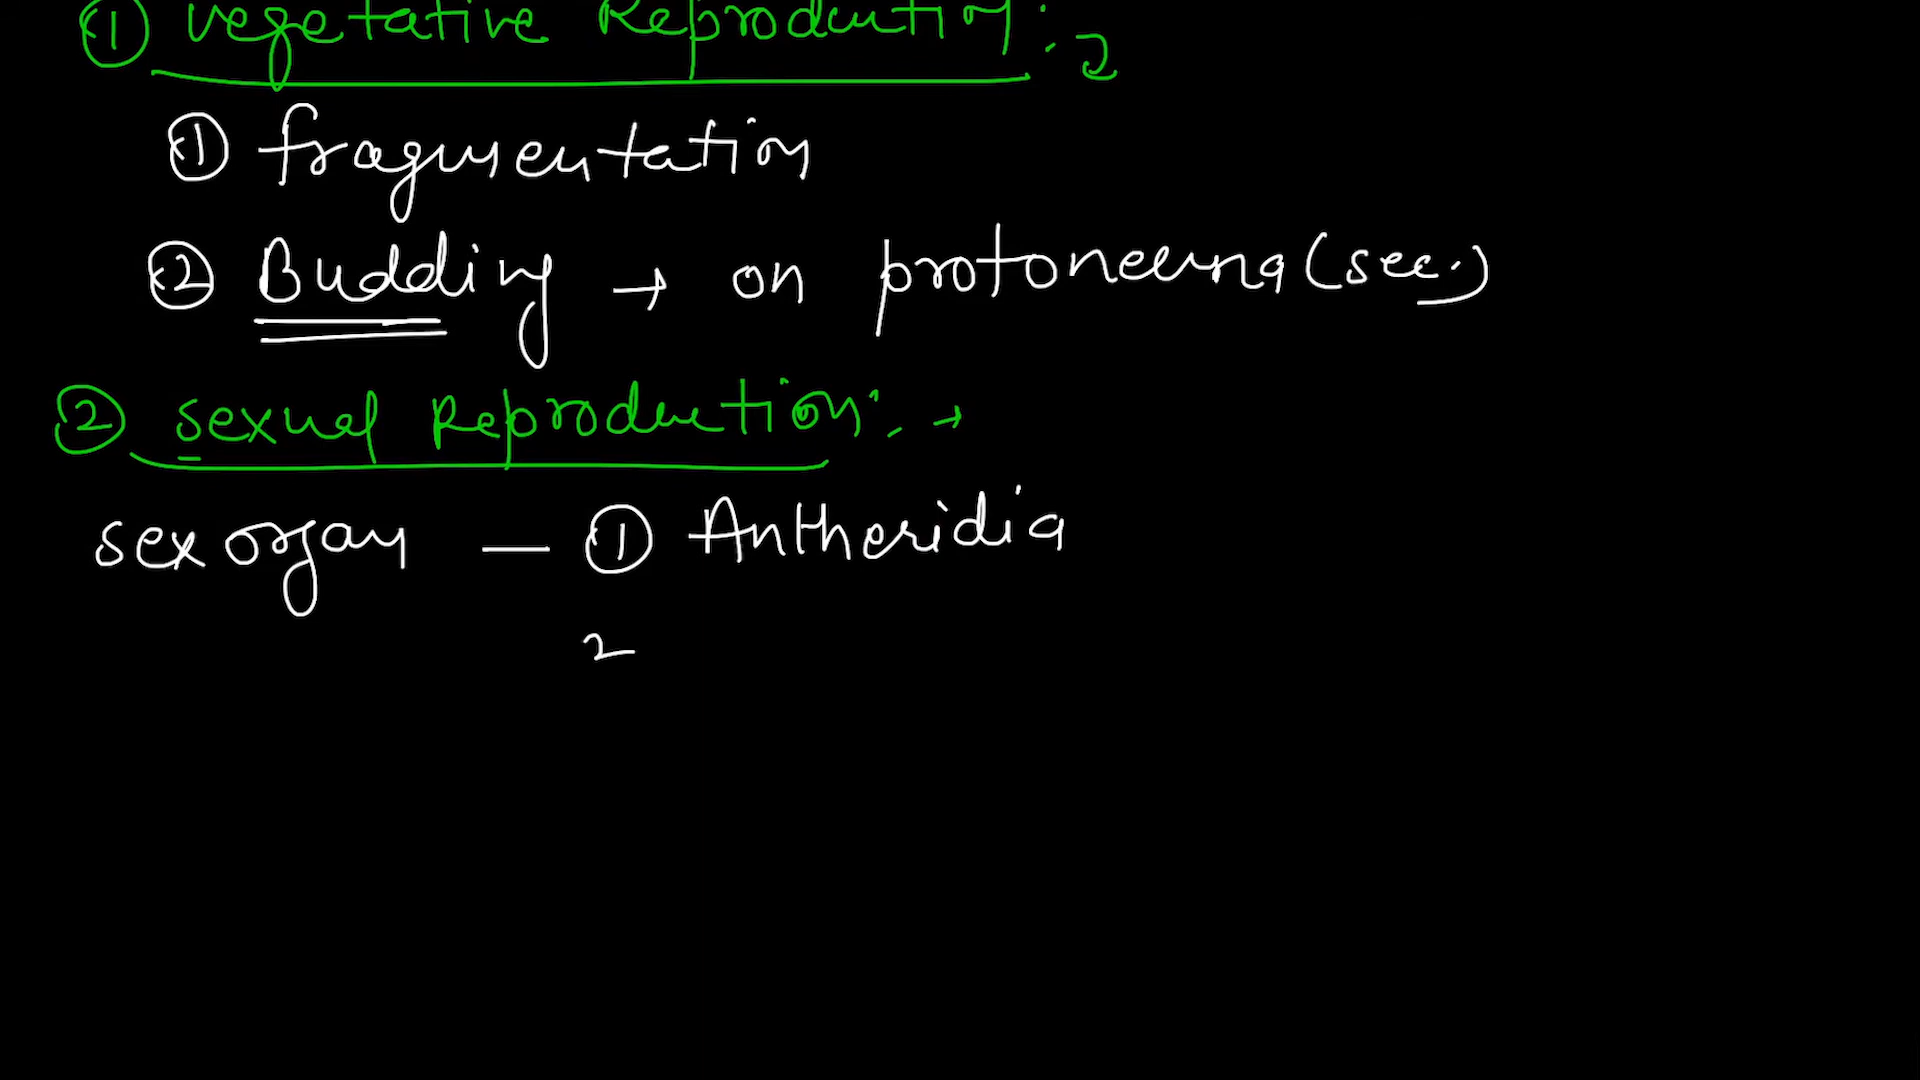 ① vegetative Reproduction :- 2
① fragmentation
② Budding → on protonema (sec.)
② sexual Reproduction :- →
sex organ — ① Antheridia
2